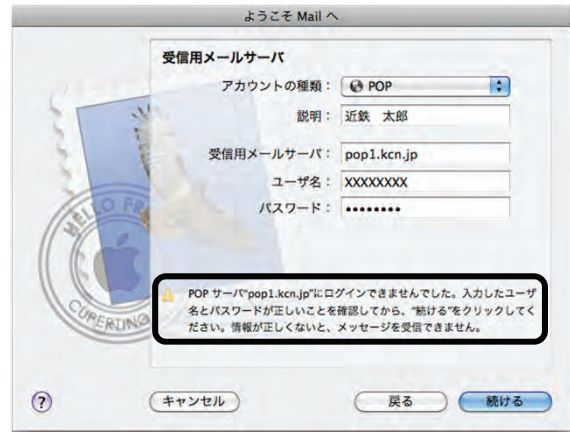 ようこそ Mail へ
受信用メールサーバ
アカウントの種類： POP
説明： 近鉄 太郎
受信用メールサーバ： pop1.kcn.jp
ユーザ名： XXXXXXXX
パスワード： ••••••••
HELLO FR
CUPERTINO
POP サーバ“pop1.kcn.jp”にログインできませんでした。入力したユーザ
名とパスワードが正しいことを確認してから、“続ける”をクリックしてく
ださい。情報が正しくないと、メッセージを受信できません。
? キャンセル 戻る 続ける